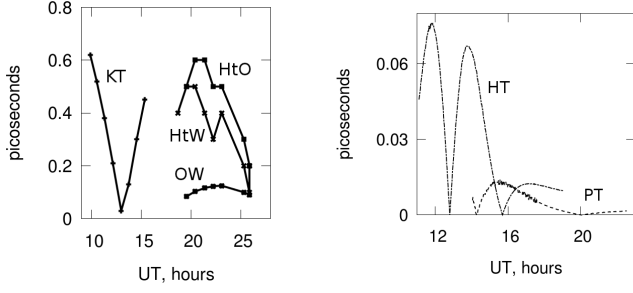 0.8
0.6
0.4
0.2
0
picoseconds
KT
HtO
HtW
OW
10
15
20
25
UT, hours
0.06
0.03
0
picoseconds
HT
PT
12
16
20
UT, hours